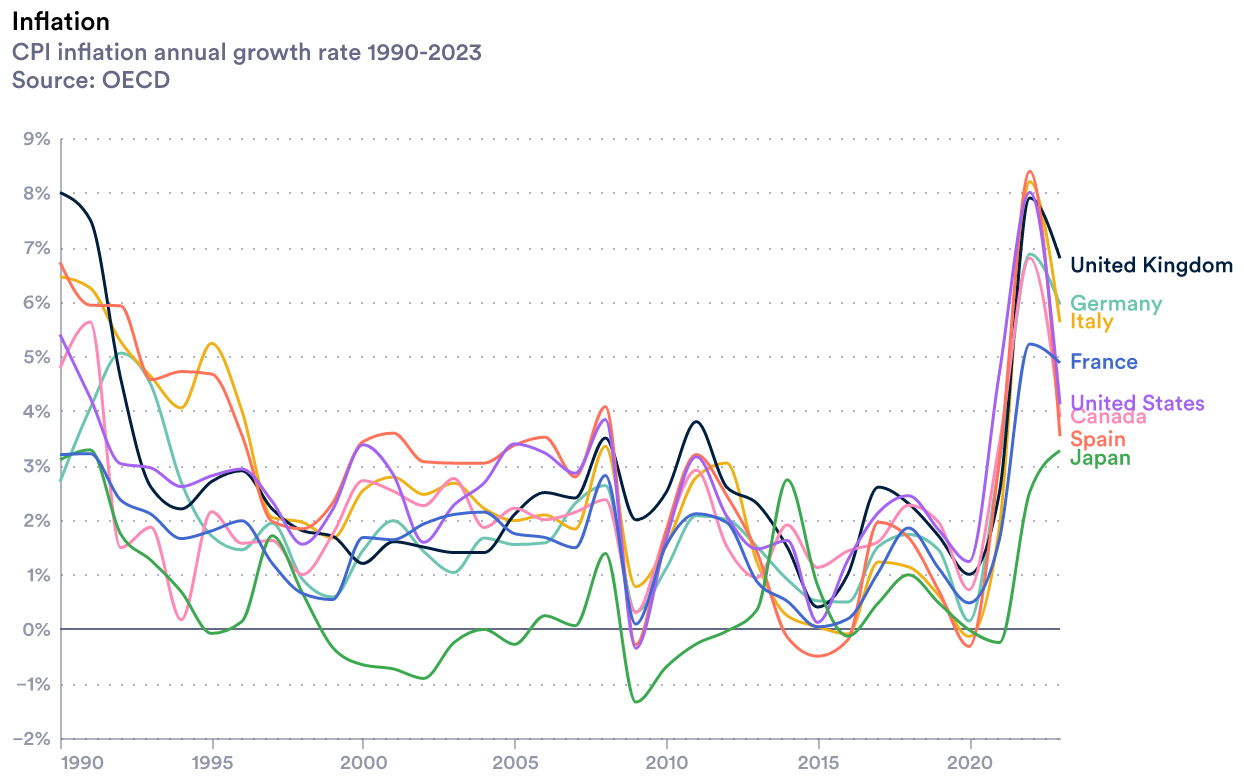 Inflation
CPI inflation annual growth rate 1990-2023
Source: OECD
9%
8%
7%
6%
5%
4%
3%
2%
1%
0%
−1%
−2%
United Kingdom
Germany
Italy
France
United States
Canada
Spain
Japan
1990 1995 2000 2005 2010 2015 2020